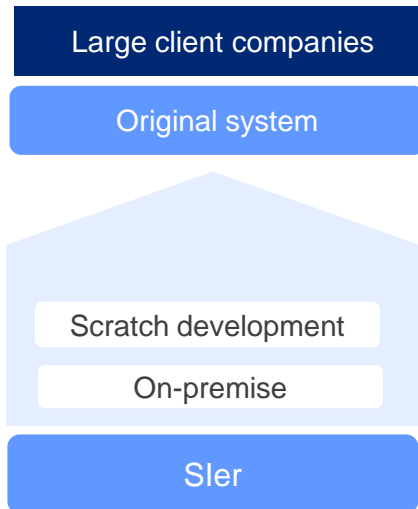 Large client companies
Original system
Scratch development
On-premise
SIer